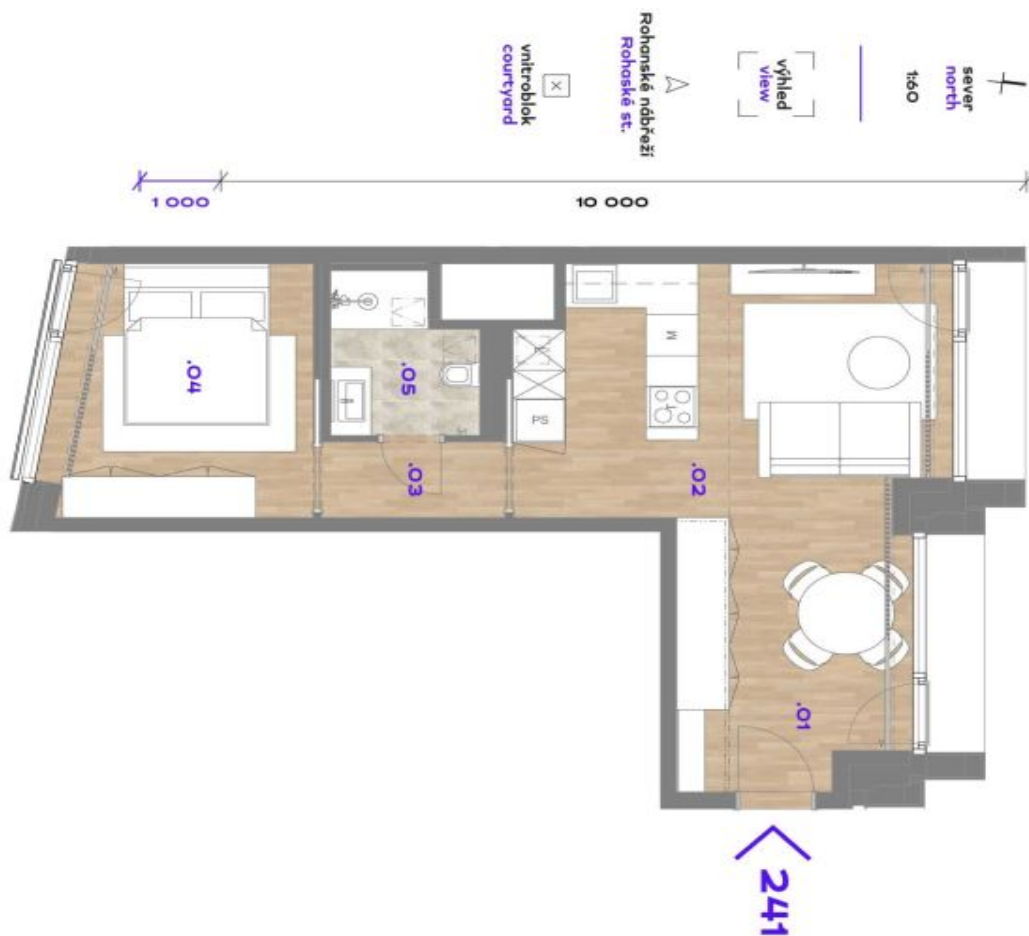 sever
north
1:60
výhled
view
Rohanské nábřeží
Rohaské st.
vnitroblok
courtyard
10 000
1 000
241
.01
.02
PS
.03
.05
.04